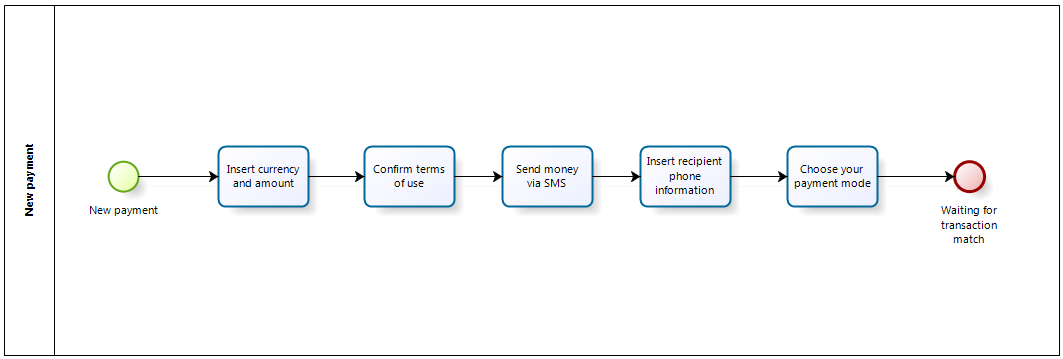 New payment
New payment
Insert currency
and amount
Confirm terms
of use
Send money
via SMS
Insert recipient
phone
information
Choose your
payment mode
Waiting for
transaction
match